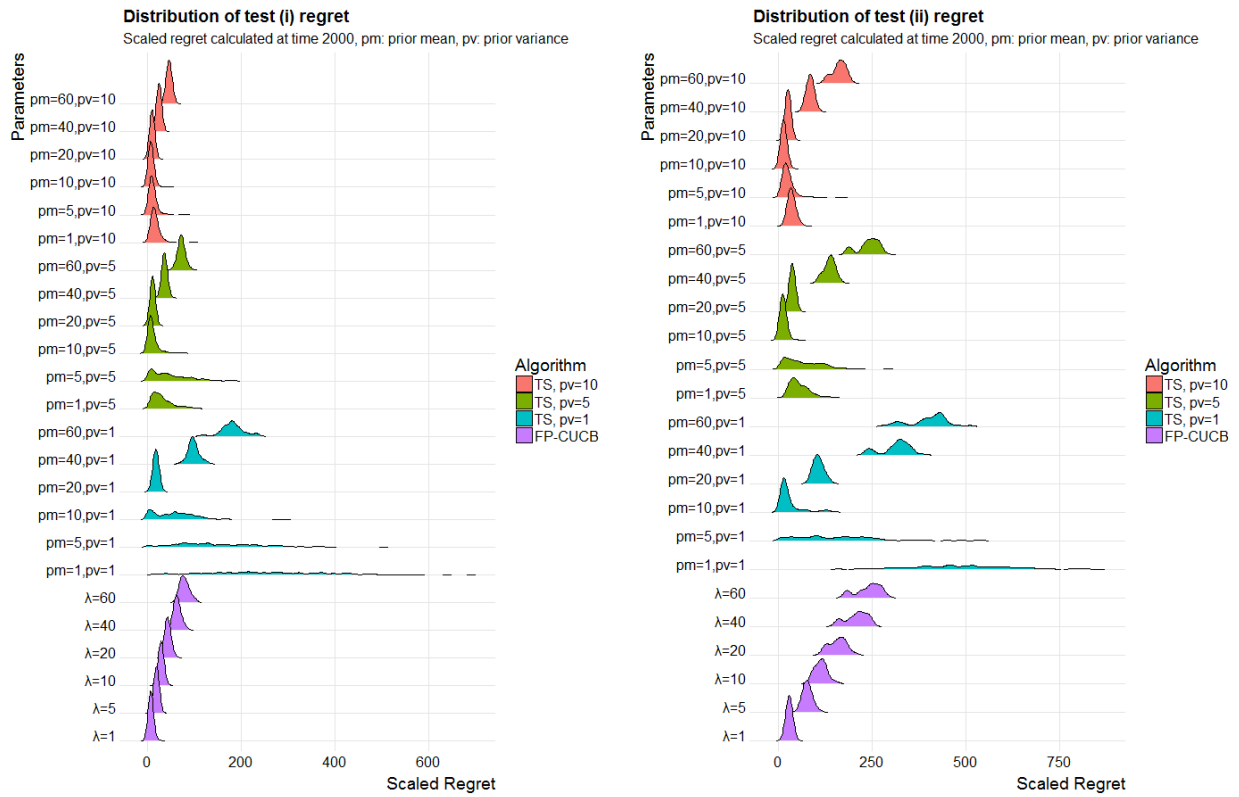 Distribution of test (i) regret
Scaled regret calculated at time 2000, pm: prior mean, pv: prior variance
Parameters
pm=60,pv=10
pm=40,pv=10
pm=20,pv=10
pm=10,pv=10
pm=5,pv=10
pm=1,pv=10
pm=60,pv=5
pm=40,pv=5
pm=20,pv=5
pm=10,pv=5
pm=5,pv=5
pm=1,pv=5
pm=60,pv=1
pm=40,pv=1
pm=20,pv=1
pm=10,pv=1
pm=5,pv=1
pm=1,pv=1
λ=60
λ=40
λ=20
λ=10
λ=5
λ=1
0 200 400 600
Scaled Regret
Algorithm
TS, pv=10
TS, pv=5
TS, pv=1
FP-CUCB
Distribution of test (ii) regret
Scaled regret calculated at time 2000, pm: prior mean, pv: prior variance
Parameters
pm=60,pv=10
pm=40,pv=10
pm=20,pv=10
pm=10,pv=10
pm=5,pv=10
pm=1,pv=10
pm=60,pv=5
pm=40,pv=5
pm=20,pv=5
pm=10,pv=5
pm=5,pv=5
pm=1,pv=5
pm=60,pv=1
pm=40,pv=1
pm=20,pv=1
pm=10,pv=1
pm=5,pv=1
pm=1,pv=1
λ=60
λ=40
λ=20
λ=10
λ=5
λ=1
0 250 500 750
Scaled Regret
Algorithm
TS, pv=10
TS, pv=5
TS, pv=1
FP-CUCB